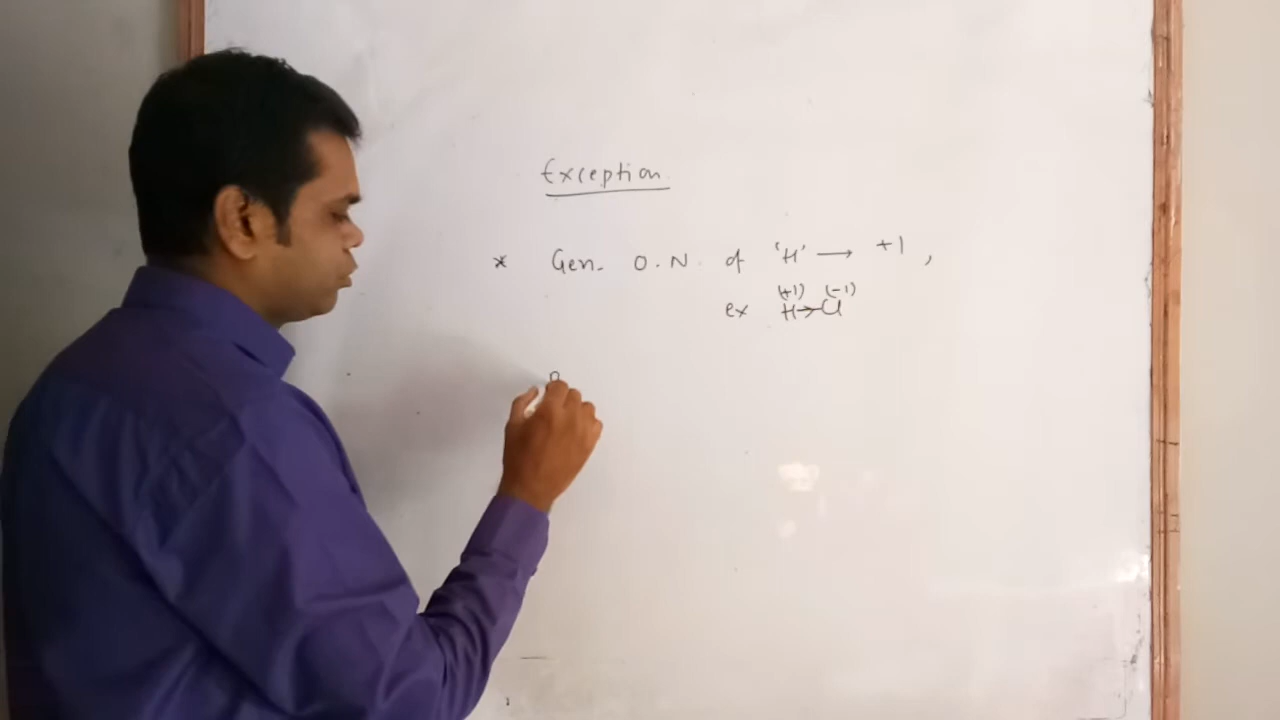 Exception
* Gen. O.N. of 'H' → +1,
(+1) (-1)
ex H→Cl